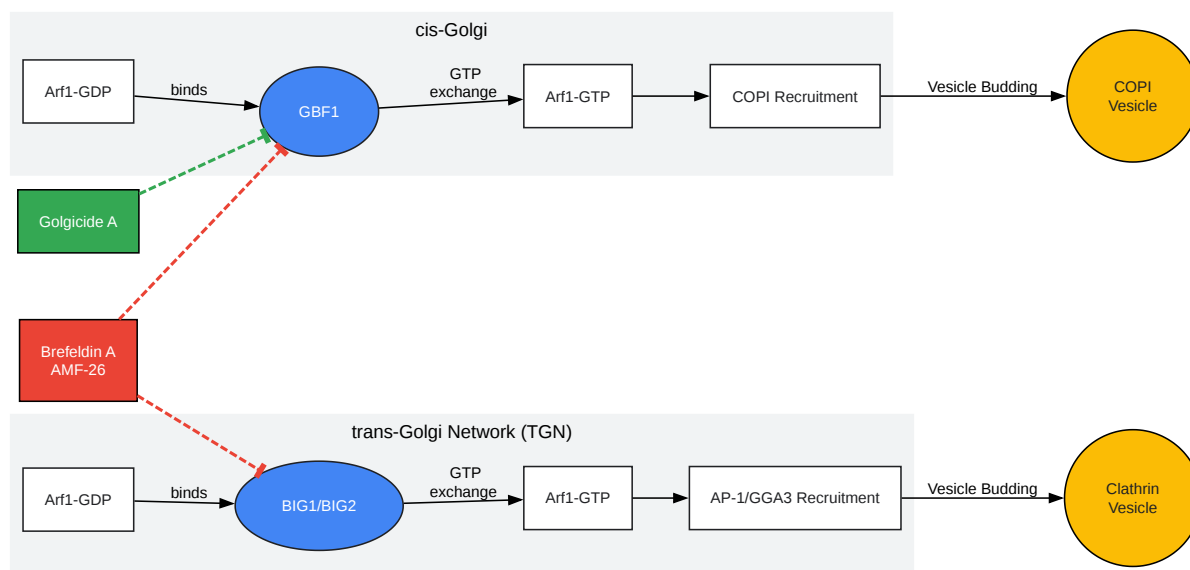 cis-Golgi
Arf1-GDP
binds
GBF1
GTP
exchange
Arf1-GTP
COPI Recruitment
Vesicle Budding
COPI
Vesicle
Golgicide A
Brefeldin A
AMF-26
trans-Golgi Network (TGN)
Arf1-GDP
binds
BIG1/BIG2
GTP
exchange
Arf1-GTP
AP-1/GGA3 Recruitment
Vesicle Budding
Clathrin
Vesicle